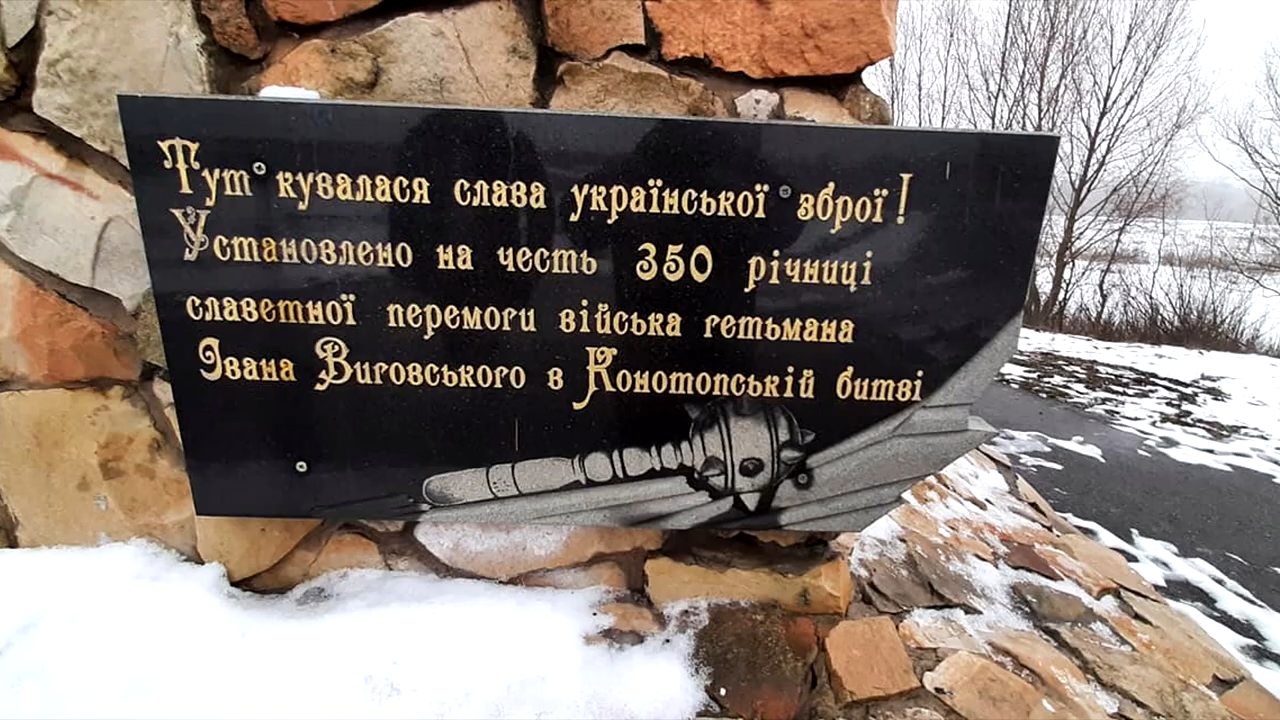 Тут кувалася слава української зброї!
Установлено на честь 350 річниці
славетної перемоги війська гетьмана
Івана Виговського в Конотопській битві